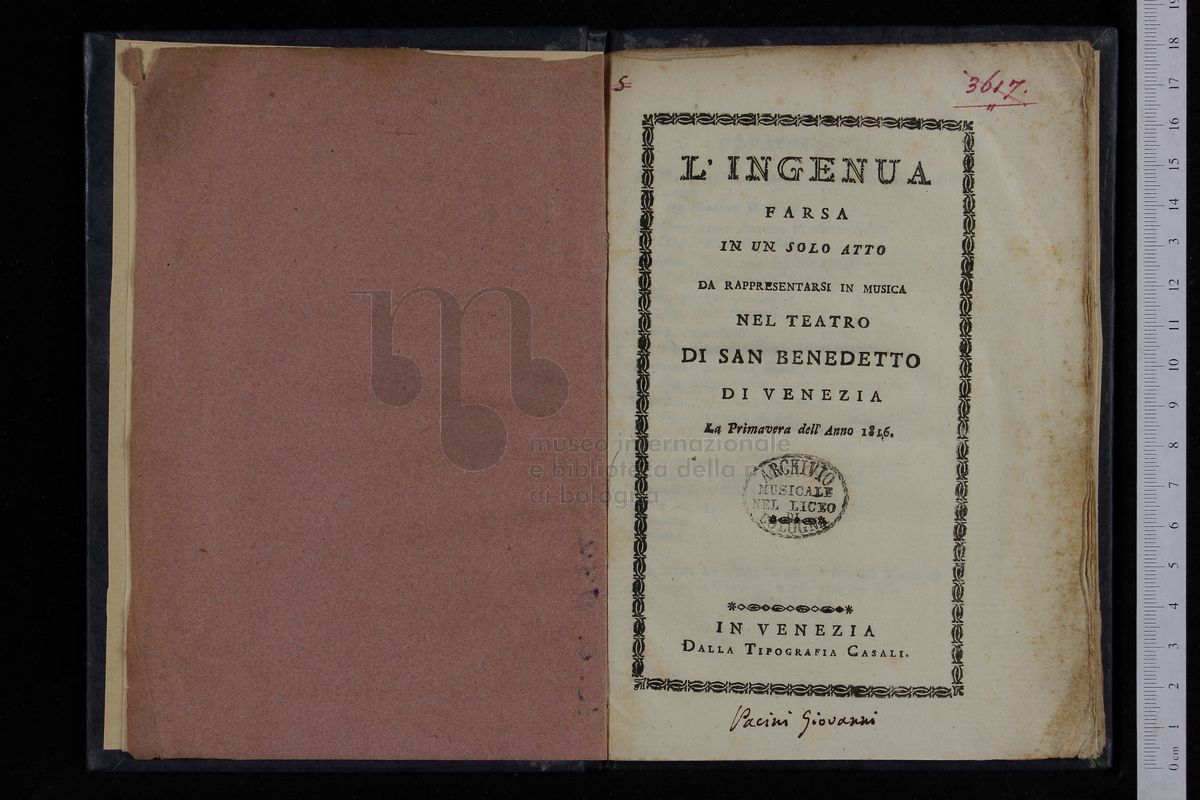 3617.
L'INGENUA
FARSA
IN UN SOLO ATTO
DA RAPPRESENTARSI IN MUSICA
NEL TEATRO
DI SAN BENEDETTO
DI VENEZIA
La Primavera dell' Anno 1816.
ARCHIVIO
MUSICALE
NEL LICEO
DI
BOLOGNA
IN VENEZIA
DALLA TIPOGRAFIA CASALI.
Pacini Giovanni
museo internazionale
e biblioteca della
di bologna